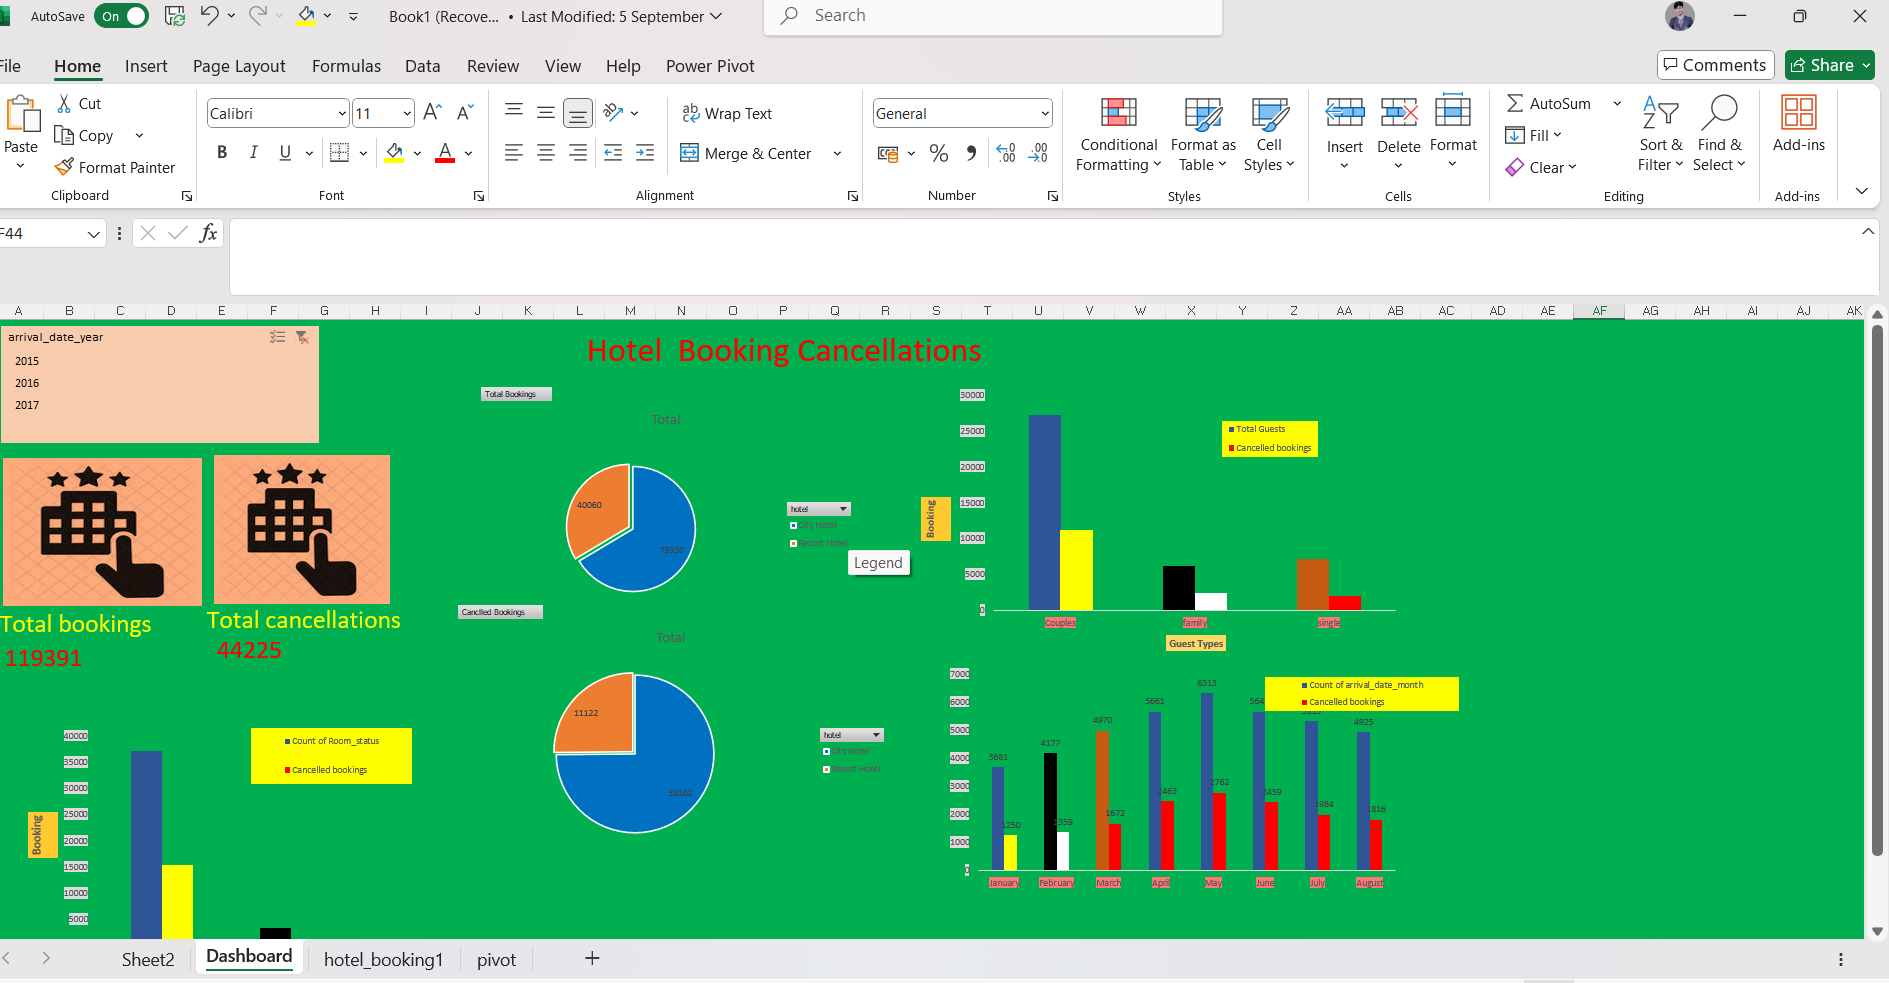 AutoSave On Book1 (Recove... • Last Modified: 5 September Search
File Home Insert Page Layout Formulas Data Review View Help Power Pivot Comments Share
Paste
Cut
Copy
Format Painter
Clipboard
Calibri 11
B I U A
Font
Wrap Text
Merge & Center
Alignment
General
% .00
Number
Conditional Formatting
Format as Table
Cell Styles
Styles
Insert Delete Format
Cells
AutoSum
Fill
Clear
Sort & Filter
Find & Select
Editing
Add-ins
Add-ins
F44 fx
A B C D E F G H I J K L M N O P Q R S T U V W X Y Z AA AB AC AD AE AF AG AH AI AJ AK
arrival_date_year
2015
2016
2017
Hotel Booking Cancellations
Total bookings
119391
Total cancellations
44225
Total Bookings
Total
40060
79330
hotel
City Hotel
Resort Hotel
Legend
Canclled Bookings
Total
11122
33102
hotel
City Hotel
Resort Hotel
30000
25000
20000
15000
10000
5000
0
Booking
Total Guests
Cancelled bookings
Couples family single
Guest Types
7000
6000
5000
4000
3000
2000
1000
0
Count of arrival_date_month
Cancelled bookings
3681 4177 4970 5661 6313 564 4925
1250 1359 1672 2463 2762 2439 1984 1816
January February March April May June July August
40000
35000
30000
25000
20000
15000
10000
5000
Booking
Count of Room_status
Cancelled bookings
Sheet2 Dashboard hotel_booking1 pivot